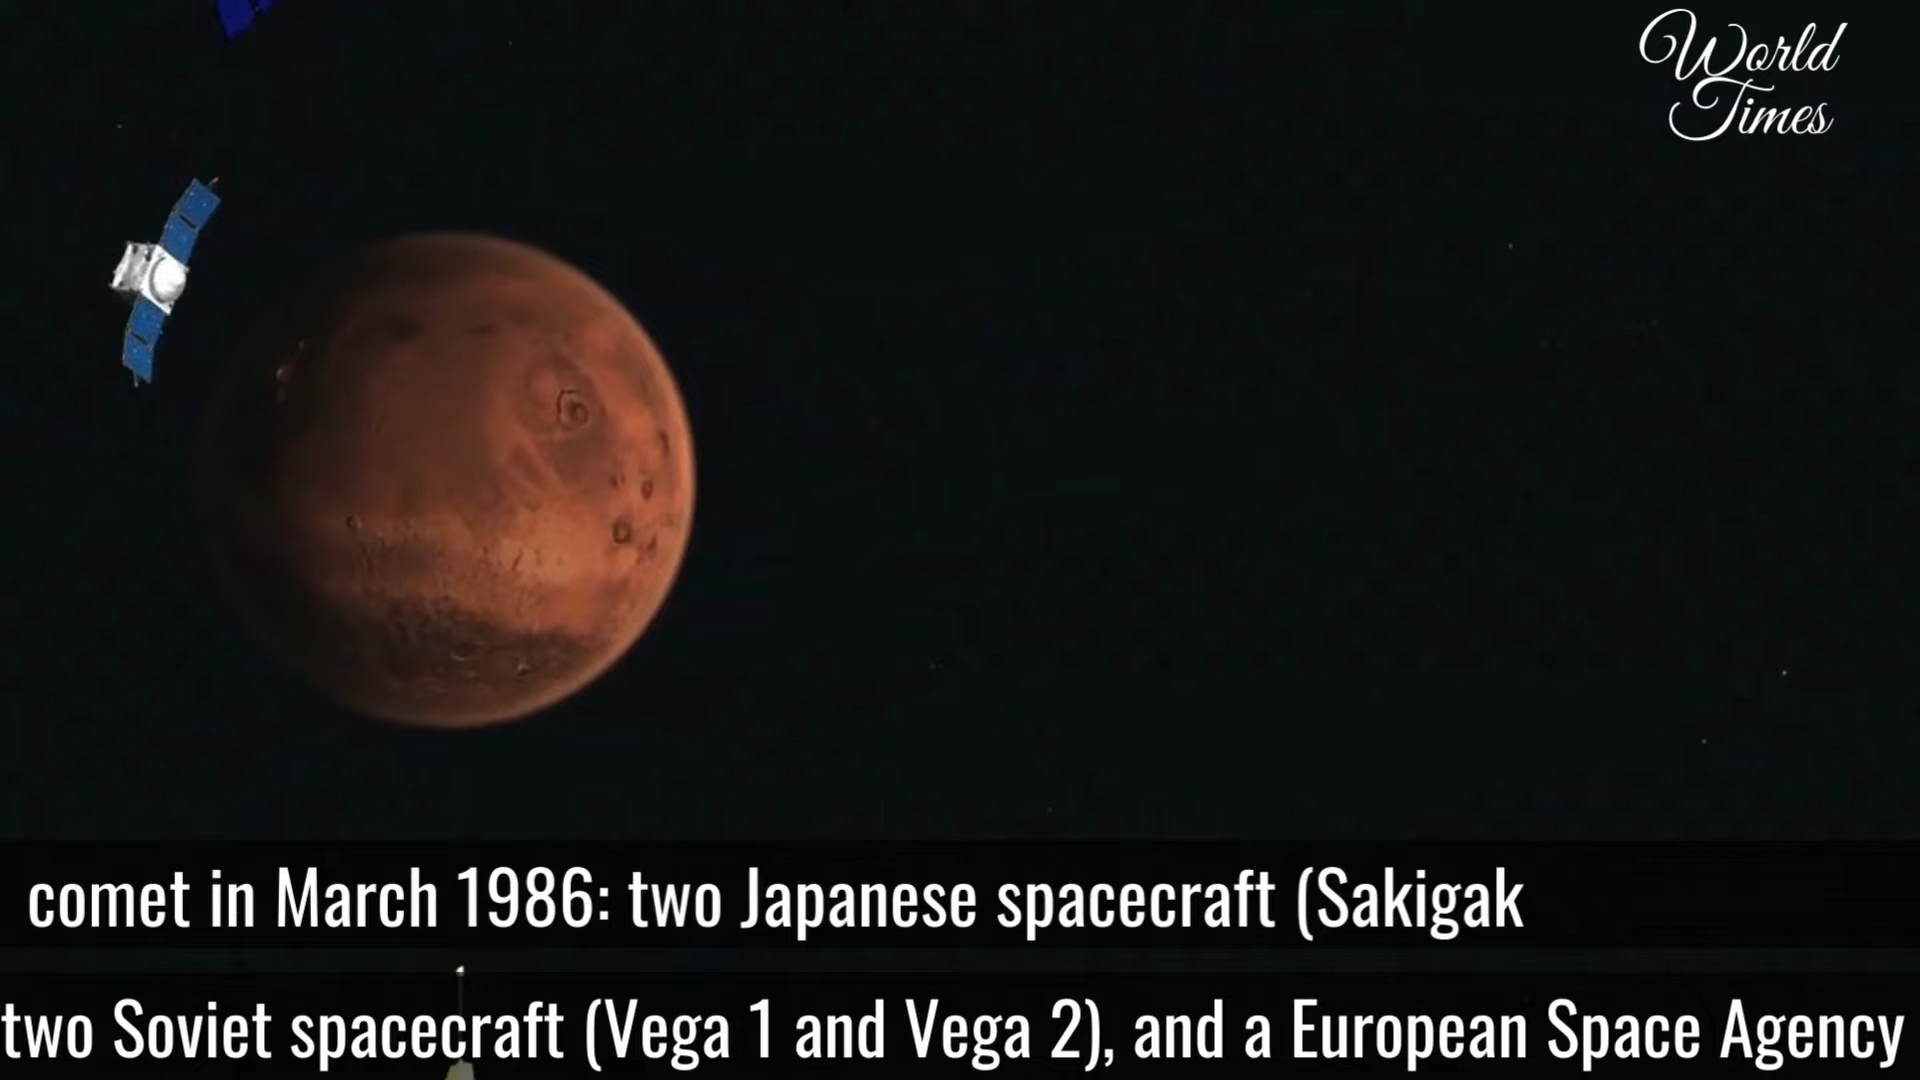 World
Times
comet in March 1986: two Japanese spacecraft (Sakigak
two Soviet spacecraft (Vega 1 and Vega 2), and a European Space Agency